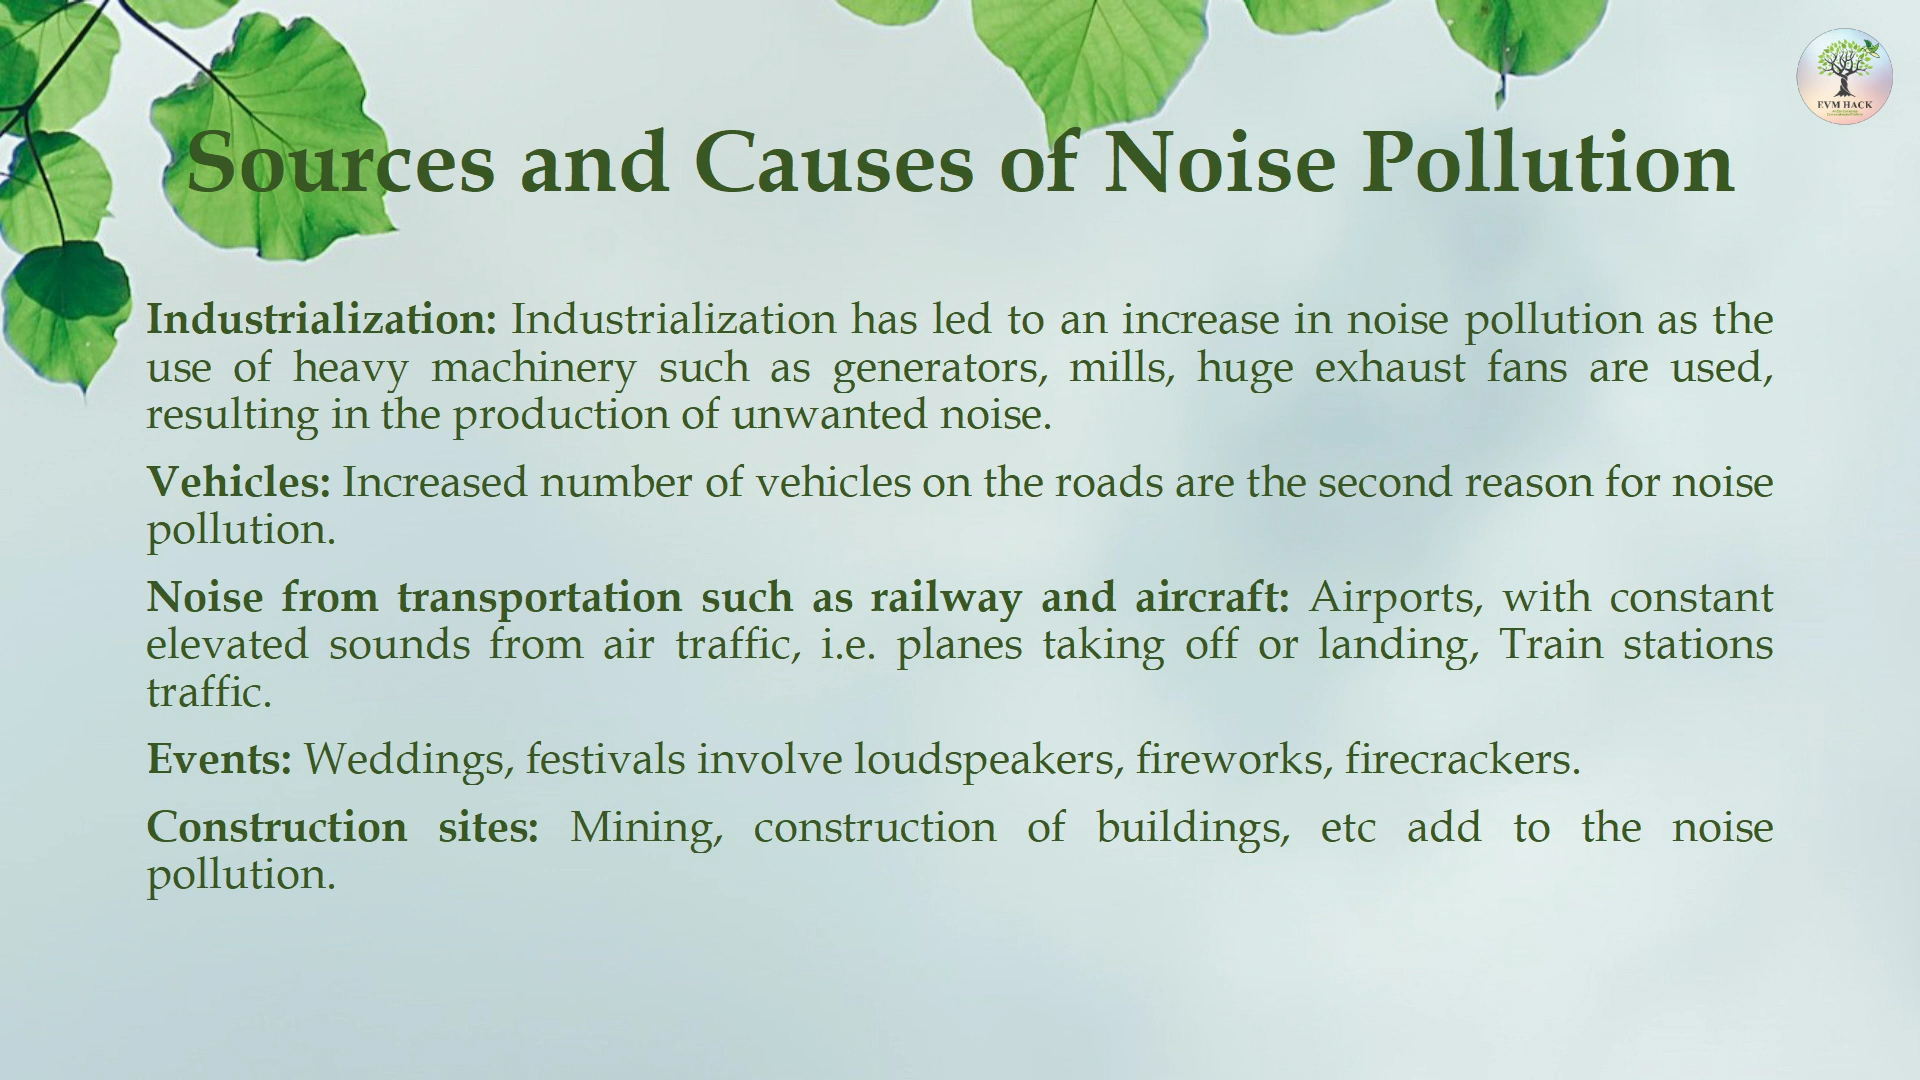 EVM HACK
Sources and Causes of Noise Pollution
Industrialization: Industrialization has led to an increase in noise pollution as the
use of heavy machinery such as generators, mills, huge exhaust fans are used,
resulting in the production of unwanted noise.
Vehicles: Increased number of vehicles on the roads are the second reason for noise
pollution.
Noise from transportation such as railway and aircraft: Airports, with constant
elevated sounds from air traffic, i.e. planes taking off or landing, Train stations
traffic.
Events: Weddings, festivals involve loudspeakers, fireworks, firecrackers.
Construction sites: Mining, construction of buildings, etc add to the noise
pollution.